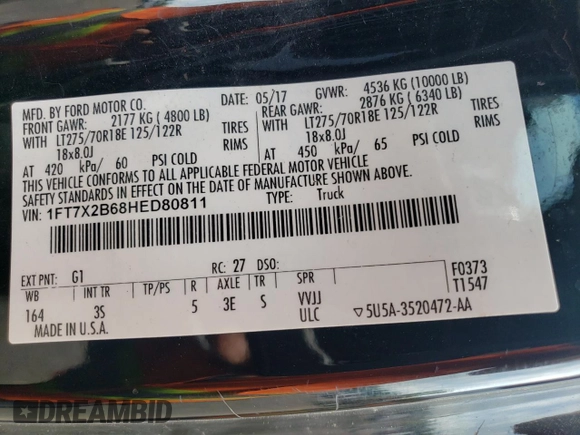 MFD. BY FORD MOTOR CO.
DATE: 05/17
GVWR: 4536 KG (10000 LB)
FRONT GAWR: 2177 KG ( 4800 LB)
REAR GAWR: 2876 KG ( 6340 LB)
LT275/70R18E 125/122R TIRES
WITH LT275/70R18E 125/122R TIRES
18x8.0J RIMS
18x8.0J RIMS
AT 420 kPa/ 60 PSI COLD
AT 450 kPa/ 65 PSI COLD
THIS VEHICLE CONFORMS TO ALL APPLICABLE FEDERAL MOTOR VEHICLE
SAFETY STANDARDS IN EFFECT ON THE DATE OF MANUFACTURE SHOWN ABOVE.
VIN: 1FT7X2B68HED80811
TYPE: Truck
EXT PNT: G1 RC: 27 DSO: F0373
WB INT TR TP/PS R AXLE TR SPR T1547
164 3S 5 3E S VVJJ
MADE IN U.S.A. ULC ▽5U5A-3520472-AA
DREAMBID